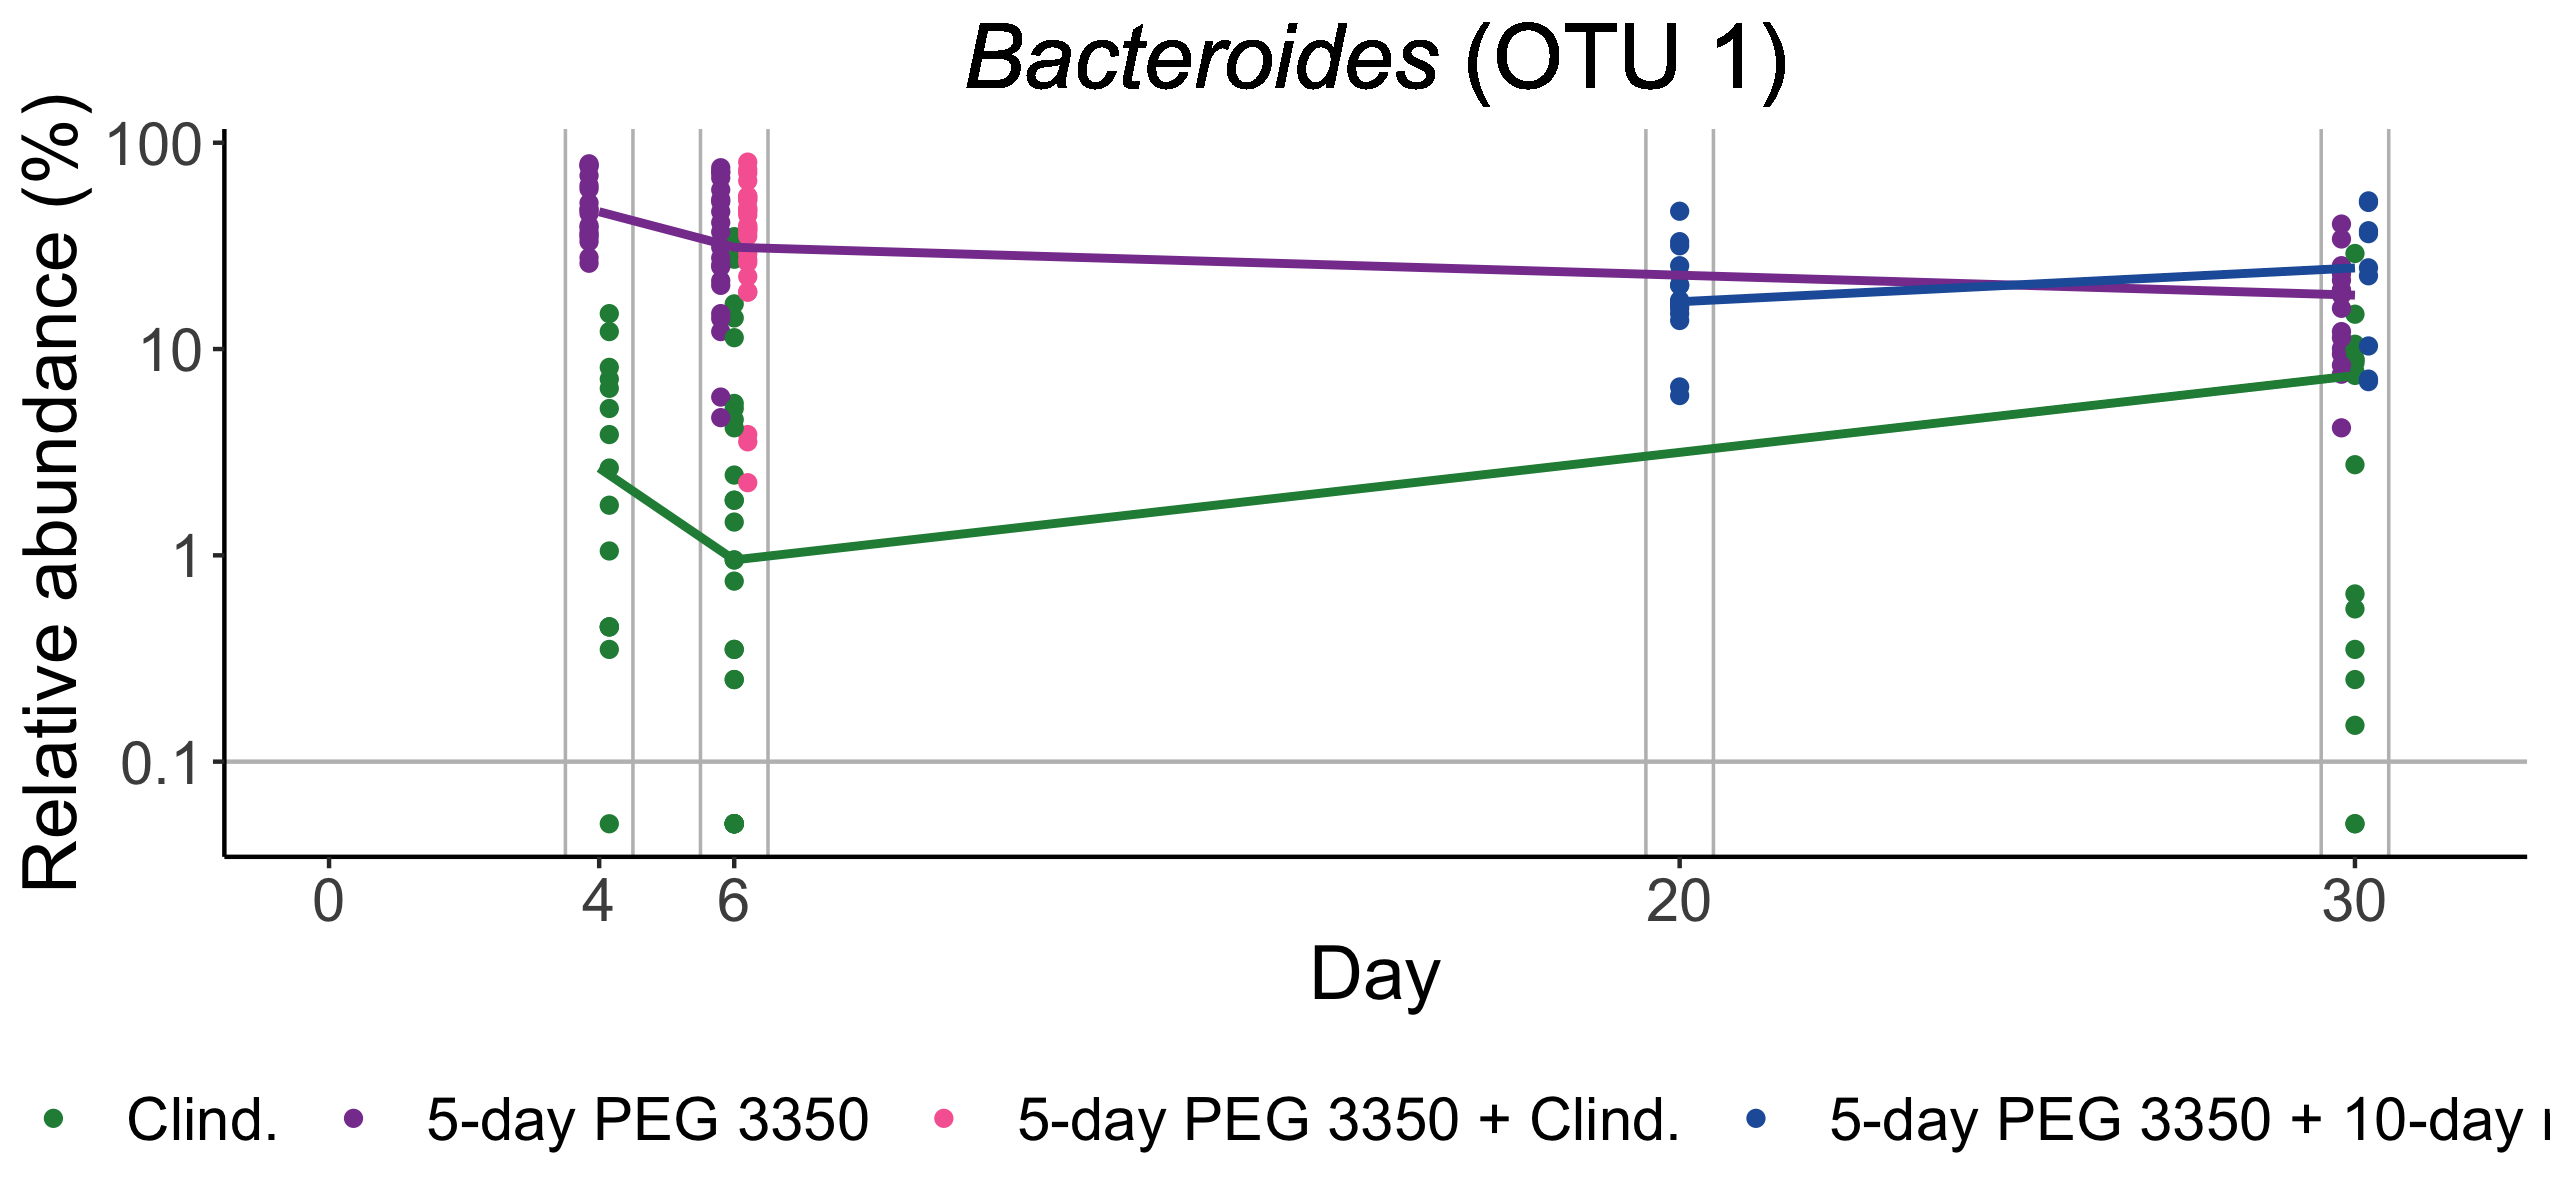 Bacteroides (OTU 1)
Relative abundance (%)
100
10
1
0.1
0 4 6 20 30
Day
Clind. 5-day PEG 3350 5-day PEG 3350 + Clind. 5-day PEG 3350 + 10-day